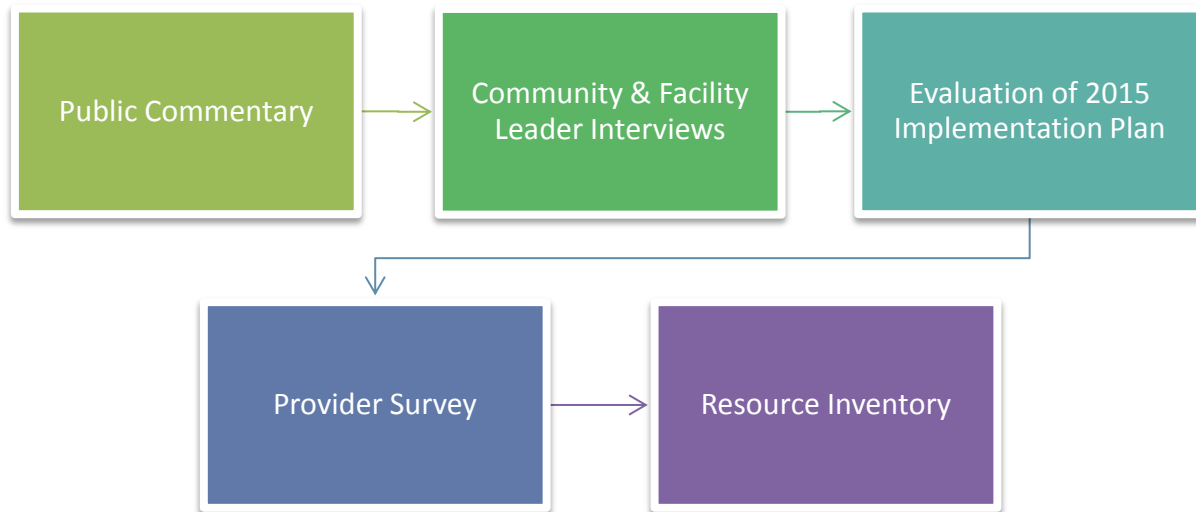 Public Commentary
Community & Facility
Leader Interviews
Evaluation of 2015
Implementation Plan
Provider Survey
Resource Inventory